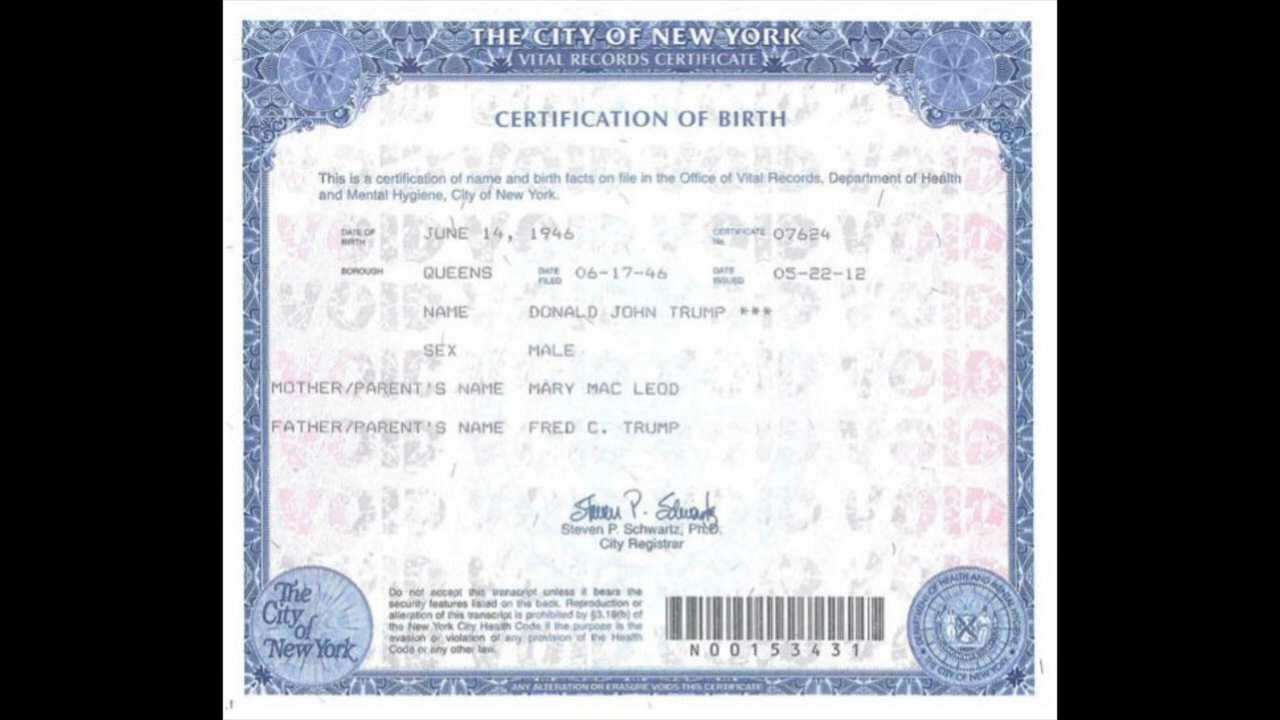 THE CITY OF NEW YORK
VITAL RECORDS CERTIFICATE
CERTIFICATION OF BIRTH
This is a certification of name and birth facts on file in the Office of Vital Records, Department of Health
and Mental Hygiene, City of New York.
DATE OF BIRTH JUNE 14, 1946 CERTIFICATE No. 07624
BOROUGH QUEENS DATE FILED 06-17-46 DATE ISSUED 05-22-12
NAME DONALD JOHN TRUMP ***
SEX MALE
MOTHER/PARENT'S NAME MARY MAC LEOD
FATHER/PARENT'S NAME FRED C. TRUMP
Steven P. Schwartz
Steven P. Schwartz, PH.D.
City Registrar
The
City
of
New York
Do not accept this transcript unless it bears the
security features listed on the back. Reproduction or
alteration of this transcript is prohibited by §3.19(b) of
the New York City Health Code if the purpose is the
evasion or violation of any provision of the Health
Code or any other law.
N00153431
ANY ALTERATION OR ERASURE VOIDS THIS CERTIFICATE